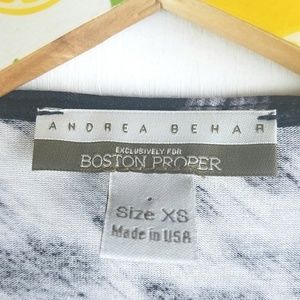 ANDREA BEHAR
EXCLUSIVELY FOR
BOSTON PROPER
Size XS
Made in USA